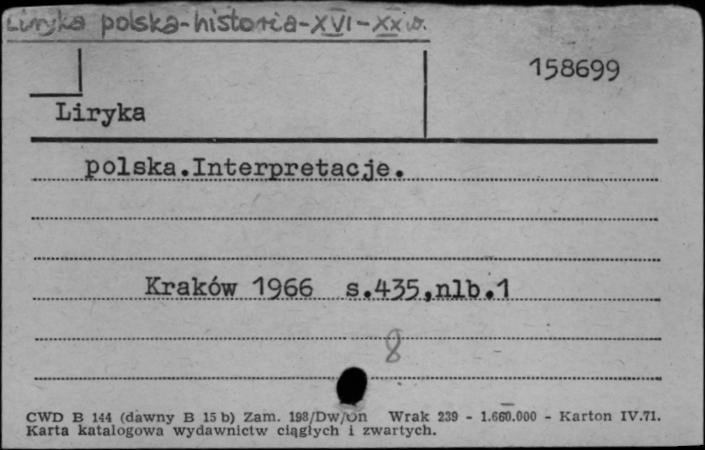 Liryka polska-historia-XVI-XX w.
158699
Liryka
polska.Interpretacje.
Kraków 1966 s.435,nlb.1
8
CWD B 144 (dawny B 15 b) Zam. 198/Dw/On Wrak 239 - 1.660.000 - Karton IV.71.
Karta katalogowa wydawnictw ciągłych i zwartych.